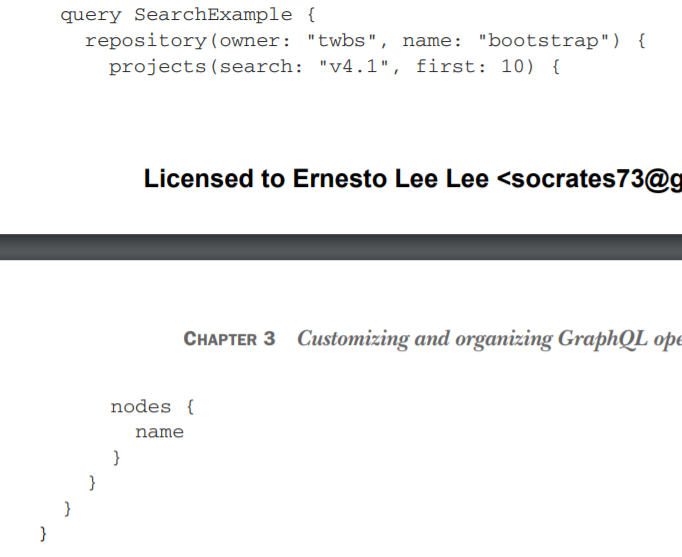 query SearchExample {
repository(owner: "twbs", name: "bootstrap") {
projects(search: "v4.1", first: 10) {
Licensed to Ernesto Lee Lee <socrates73@g
CHAPTER 3 Customizing and organizing GraphQL ope
nodes {
name
}
}
}
}